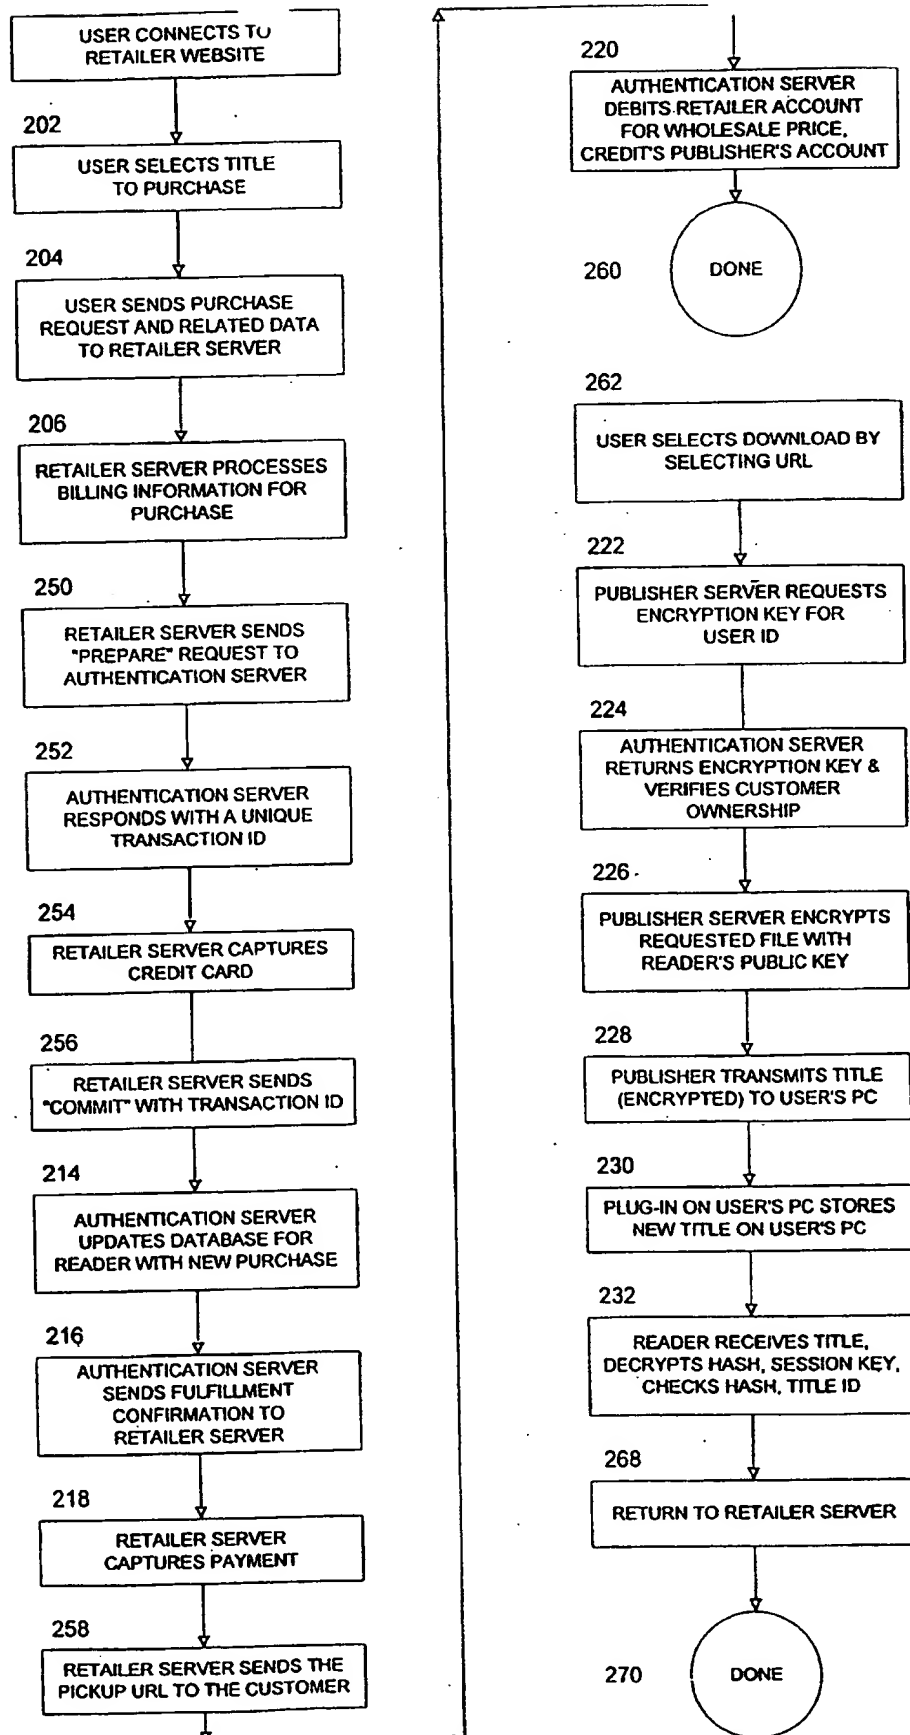 USER CONNECTS TO
RETAILER WEBSITE
202
USER SELECTS TITLE
TO PURCHASE
204
USER SENDS PURCHASE
REQUEST AND RELATED DATA
TO RETAILER SERVER
206
RETAILER SERVER PROCESSES
BILLING INFORMATION FOR
PURCHASE
250
RETAILER SERVER SENDS
"PREPARE" REQUEST TO
AUTHENTICATION SERVER
252
AUTHENTICATION SERVER
RESPONDS WITH A UNIQUE
TRANSACTION ID
254
RETAILER SERVER CAPTURES
CREDIT CARD
256
RETAILER SERVER SENDS
"COMMIT" WITH TRANSACTION ID
214
AUTHENTICATION SERVER
UPDATES DATABASE FOR
READER WITH NEW PURCHASE
216
AUTHENTICATION SERVER
SENDS FULFILLMENT
CONFIRMATION TO
RETAILER SERVER
218
RETAILER SERVER
CAPTURES PAYMENT
258
RETAILER SERVER SENDS THE
PICKUP URL TO THE CUSTOMER
220
AUTHENTICATION SERVER
DEBITS RETAILER ACCOUNT
FOR WHOLESALE PRICE,
CREDIT'S PUBLISHER'S ACCOUNT
260
DONE
262
USER SELECTS DOWNLOAD BY
SELECTING URL
222
PUBLISHER SERVER REQUESTS
ENCRYPTION KEY FOR
USER ID
224
AUTHENTICATION SERVER
RETURNS ENCRYPTION KEY &
VERIFIES CUSTOMER
OWNERSHIP
226
PUBLISHER SERVER ENCRYPTS
REQUESTED FILE WITH
READER'S PUBLIC KEY
228
PUBLISHER TRANSMITS TITLE
(ENCRYPTED) TO USER'S PC
230
PLUG-IN ON USER'S PC STORES
NEW TITLE ON USER'S PC
232
READER RECEIVES TITLE,
DECRYPTS HASH, SESSION KEY,
CHECKS HASH, TITLE ID
268
RETURN TO RETAILER SERVER
270
DONE